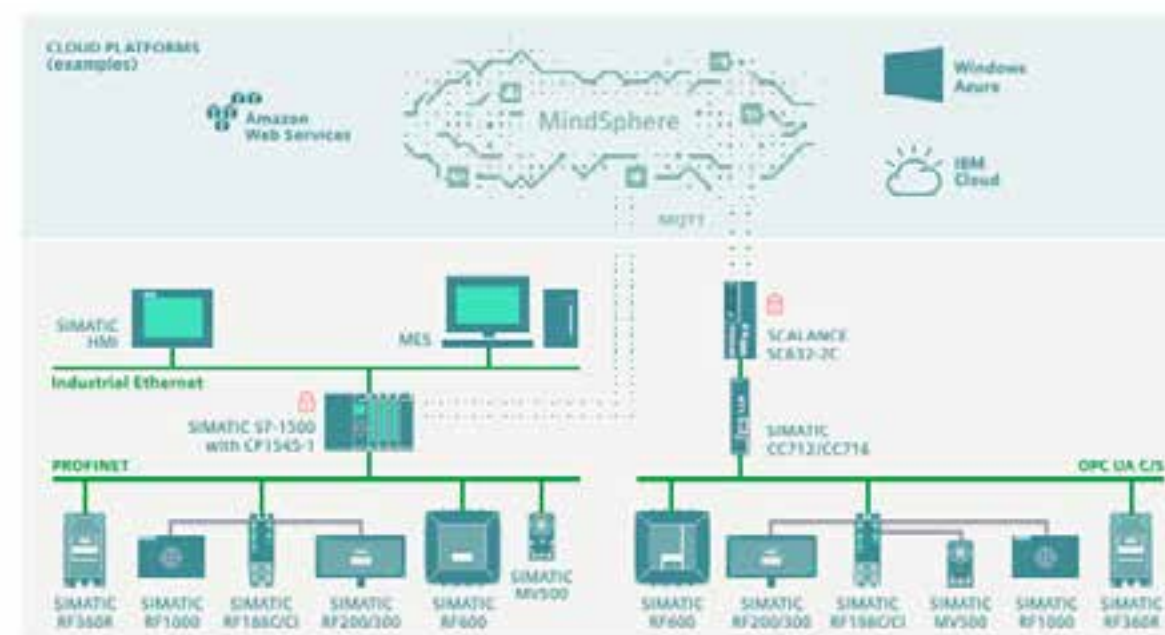 CLOUD PLATFORMS
(examples)
Amazon
Web Services
MindSphere
Windows
Azure
IBM
Cloud
MQTT
SIMATIC
HMI
MES
SCALANCE
SC632-2C
Industrial Ethernet
SIMATIC S7-1500
with CP1545-1
SIMATIC
CC712/CC716
PROFINET
OPC UA C/S
SIMATIC
RF360R
SIMATIC
RF1000
SIMATIC
RF186C/CI
SIMATIC
RF200/300
SIMATIC
RF600
SIMATIC
MV500
SIMATIC
RF600
SIMATIC
RF200/300
SIMATIC
RF186C/CI
SIMATIC
MV500
SIMATIC
RF1000
SIMATIC
RF360R